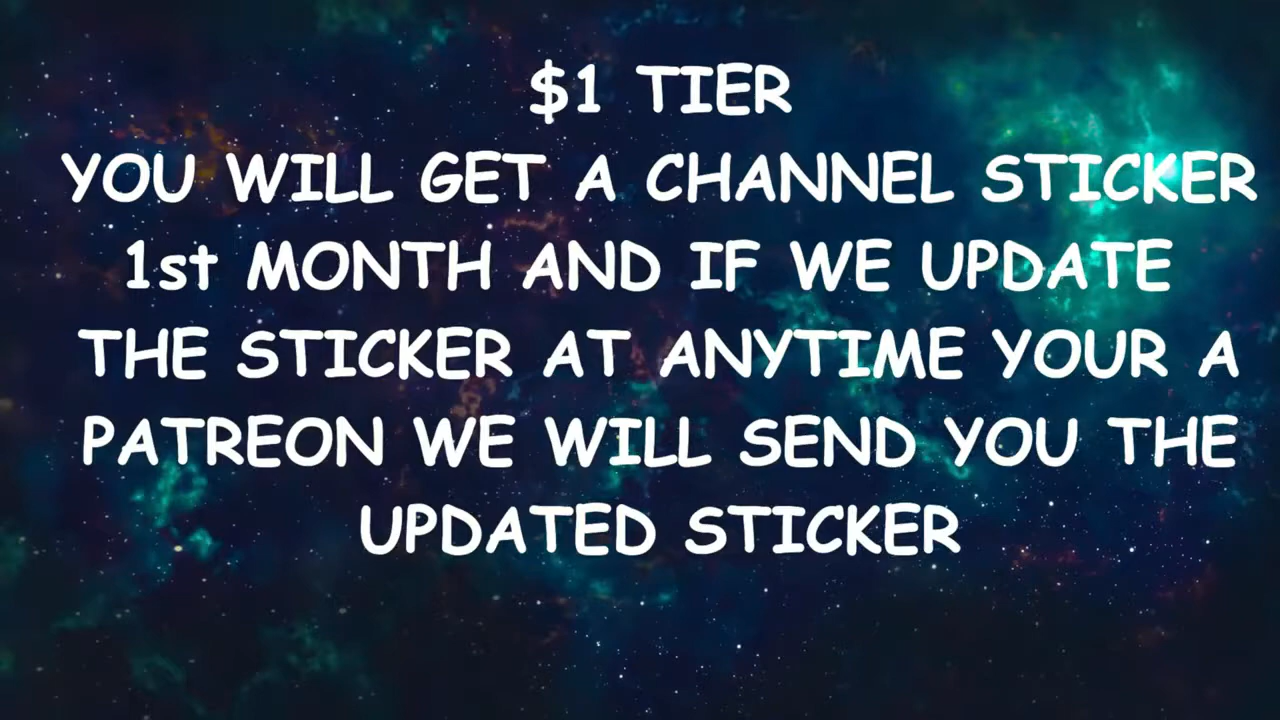 $1 TIER
YOU WILL GET A CHANNEL STICKER
1st MONTH AND IF WE UPDATE
THE STICKER AT ANYTIME YOUR A
PATREON WE WILL SEND YOU THE
UPDATED STICKER